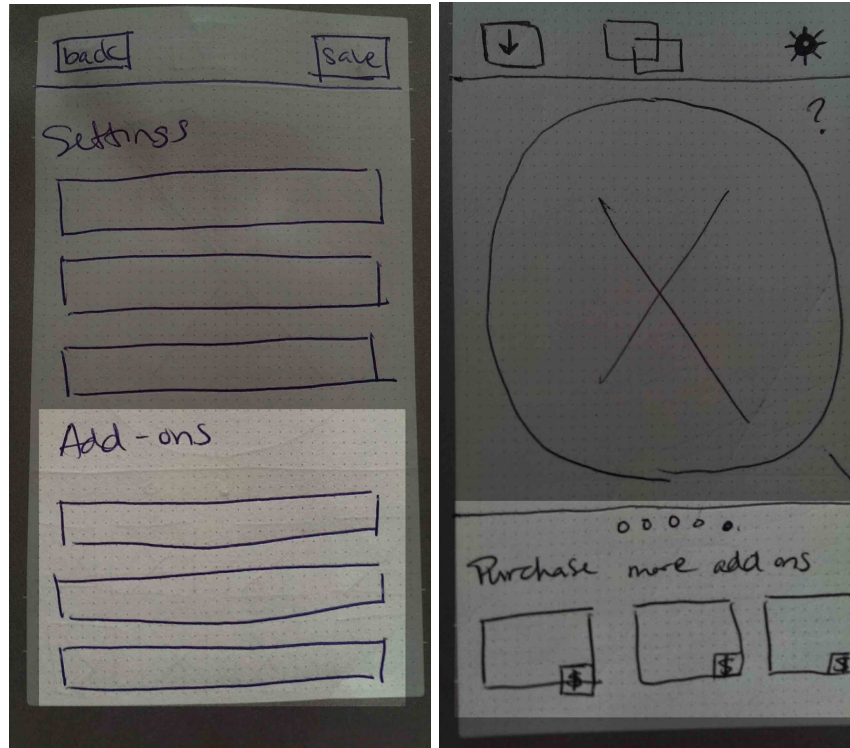 back
save
Settings
Add-ons
?
Purchase more add ons
$
$
$